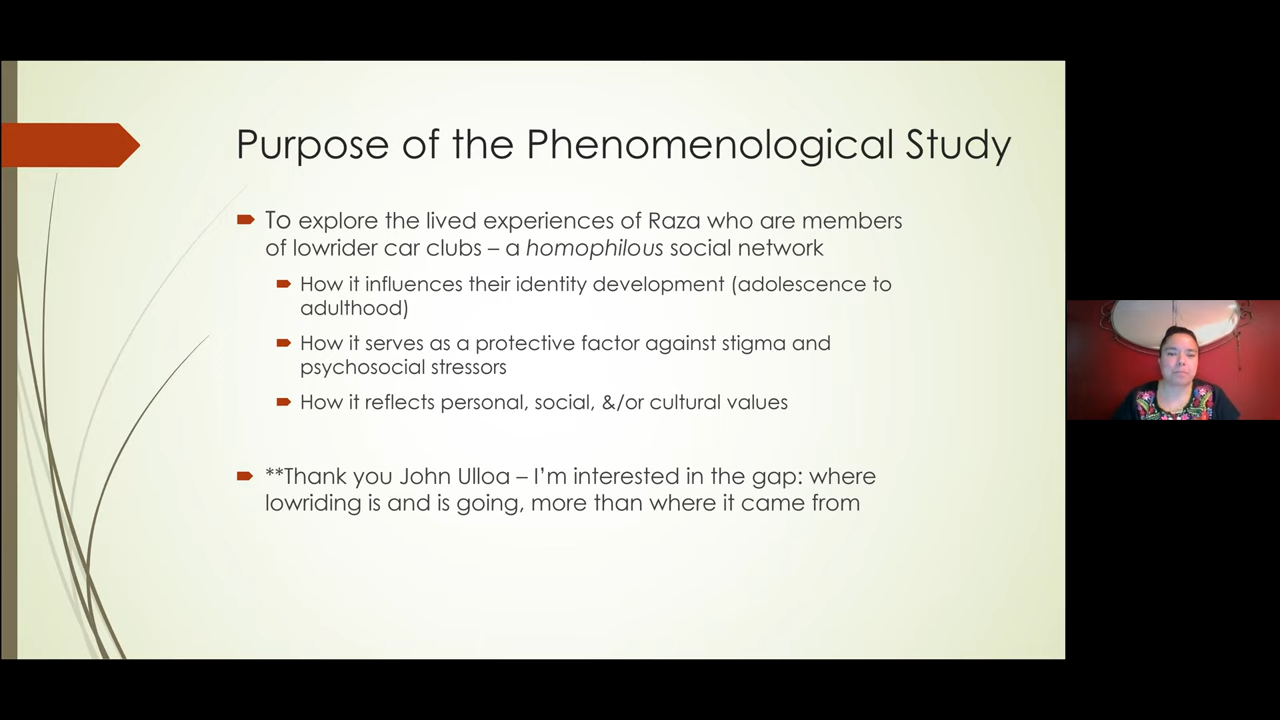 Purpose of the Phenomenological Study
To explore the lived experiences of Raza who are members
of lowrider car clubs – a homophilous social network
How it influences their identity development (adolescence to
adulthood)
How it serves as a protective factor against stigma and
psychosocial stressors
How it reflects personal, social, &/or cultural values
**Thank you John Ulloa – I’m interested in the gap: where
lowriding is and is going, more than where it came from